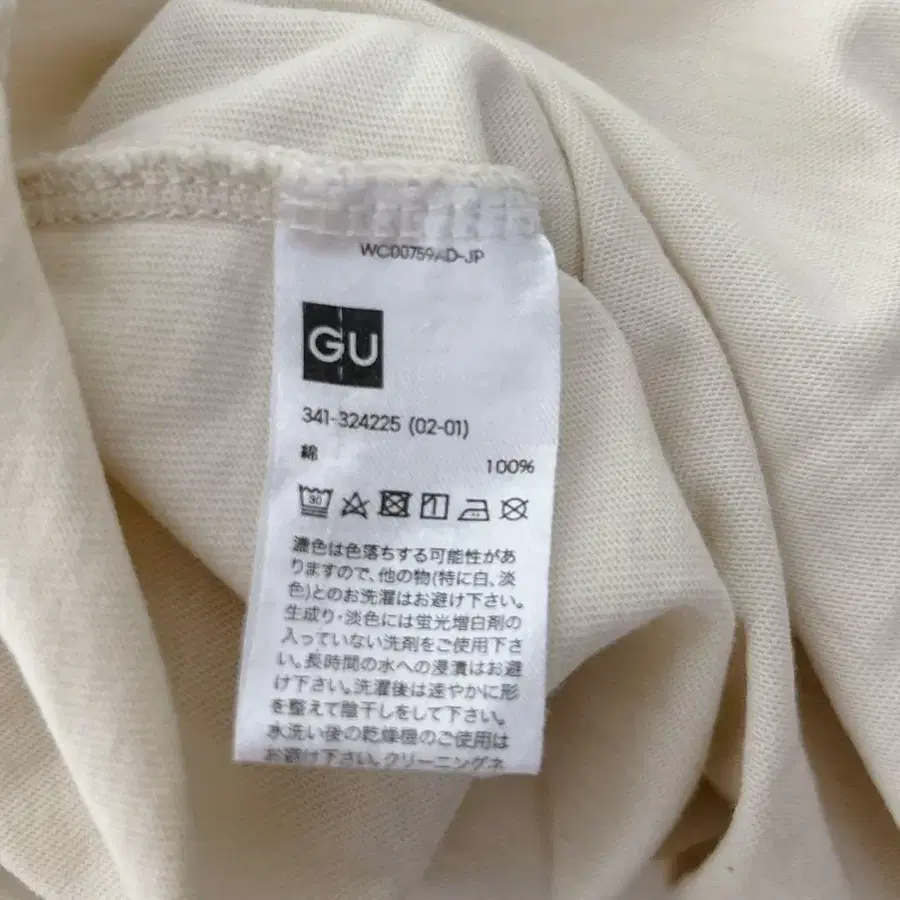 WC00759AD-JP
GU
341-324225 (02-01)
綿 100%
30
濃色は色落ちする可能性があ
りますので、他の物(特に白、淡
色)とのお洗濯はお避け下さい。
生成り・淡色には蛍光増白剤の
入っていない洗剤をご使用下さ
い。長時間の水への浸漬はお避
け下さい。洗濯後は速やかに形
を整えて陰干しをして下さい。
水洗い後の乾燥機のご使用は
お避け下さい。クリーニングネ